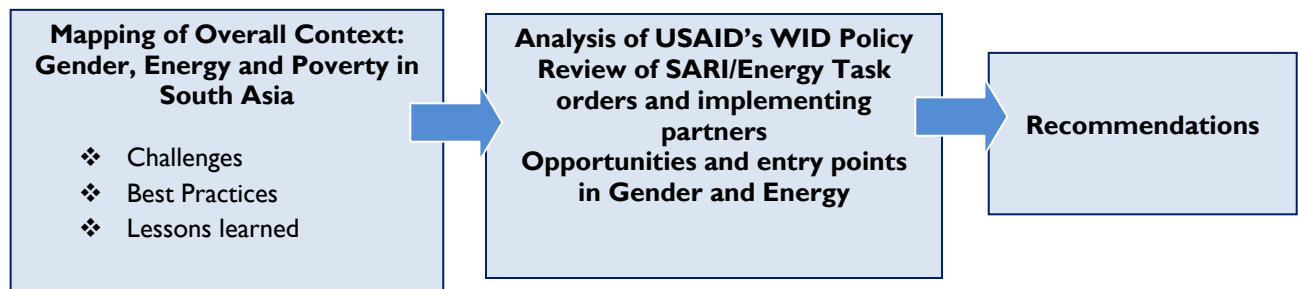 Mapping of Overall Context:
Gender, Energy and Poverty in
South Asia
❖ Challenges
❖ Best Practices
❖ Lessons learned
Analysis of USAID’s WID Policy
Review of SARI/Energy Task
orders and implementing
partners
Opportunities and entry points
in Gender and Energy
Recommendations